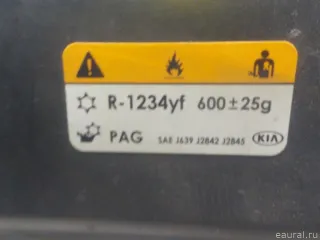 R-1234yf 600±25g
PAG SAE J639 J2842 J2845 KIA
eaural.ru